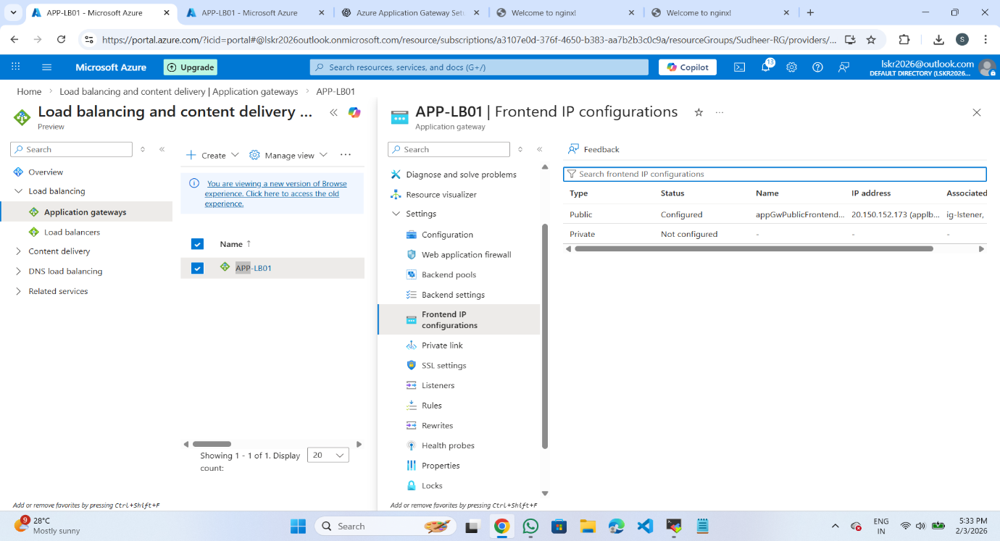 APP-LB01 - Microsoft Azure
APP-LB01 - Microsoft Azure
Azure Application Gateway Set
Welcome to nginx!
Welcome to nginx!
https://portal.azure.com/?icid=portal#@lskr2026outlook.onmicrosoft.com/resource/subscriptions/a3107e0d-376f-4650-b383-aa7b2b3c0c9a/resourceGroups/Sudheer-RG/providers/...
S
Microsoft Azure
Upgrade
Search resources, services, and docs (G+/)
Copilot
13
lskr2026@outlook.com
DEFAULT DIRECTORY (LSKR2026...
Home > Load balancing and content delivery | Application gateways > APP-LB01
Load balancing and content delivery ...
Preview
Search
Overview
Load balancing
Application gateways
Load balancers
Content delivery
DNS load balancing
Related services
Add or remove favorites by pressing Ctrl+Shift+F
Create
Manage view
...
You are viewing a new version of Browse
experience. Click here to access the old
experience.
Name ↑
APP-LB01
Showing 1 - 1 of 1. Display
count:
20
APP-LB01 | Frontend IP configurations
...
Application gateway
Search
Diagnose and solve problems
Resource visualizer
Settings
Configuration
Web application firewall
Backend pools
Backend settings
Frontend IP
configurations
Private link
SSL settings
Listeners
Rules
Rewrites
Health probes
Properties
Locks
Add or remove favorites by pressing Ctrl+Shift+F
Feedback
Search frontend IP configurations
Type Status Name IP address Associated
Public Configured appGwPublicFrontend... 20.150.152.173 (applb... ig-lstener,
Private Not configured - - -
9
28°C
Mostly sunny
Search
ENG
IN
5:33 PM
2/3/2026